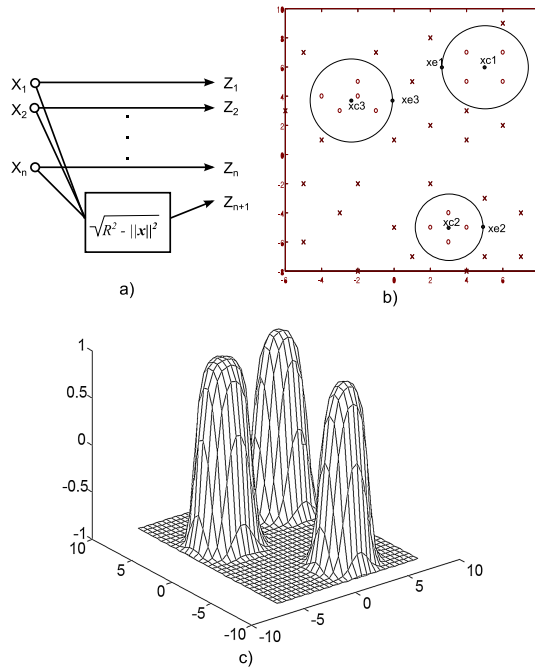 X1 Z1
X2 Z2
Xn Zn
Zn+1
√R² - ||x||²
a)
10
8
6
4
2
0
-2
-4
-6
-8
-6 -4 -2 0 2 4 6
xe1 xc1
xc3 xe3
xc2 xe2
b)
1
0.5
0
-0.5
-1
10
5
0
-5
-10
-10
-5
0
5
10
c)